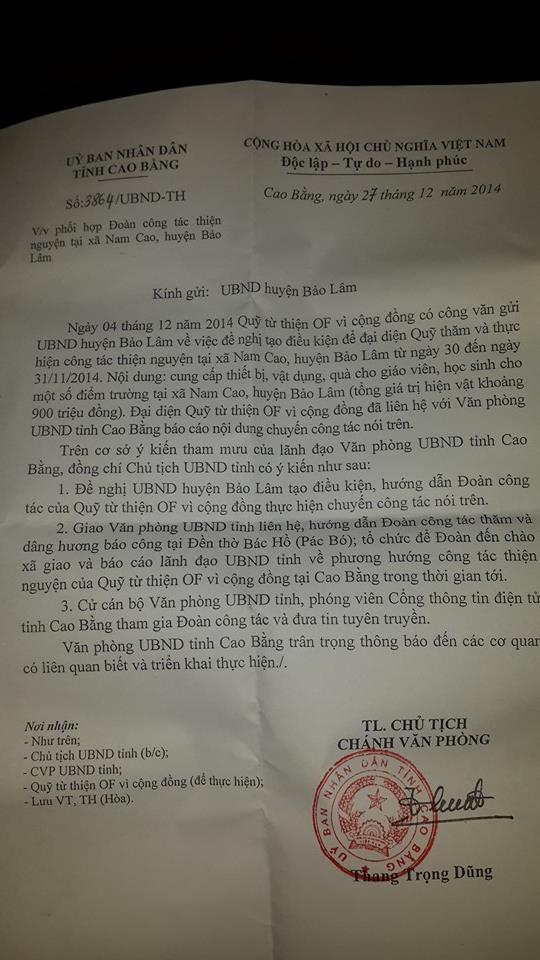 UỶ BAN NHÂN DÂN
TỈNH CAO BẰNG
CỘNG HÒA XÃ HỘI CHỦ NGHĨA VIỆT NAM
Độc lập – Tự do – Hạnh phúc
Số:3864/UBND-TH
Cao Bằng, ngày 27 tháng 12 năm 2014
V/v phối hợp Đoàn công tác thiện
nguyện tại xã Nam Cao, huyện Bảo
Lâm
Kính gửi: UBND huyện Bảo Lâm
Ngày 04 tháng 12 năm 2014 Quỹ từ thiện OF vì cộng đồng có công văn gửi
UBND huyện Bảo Lâm về việc đề nghị tạo điều kiện để đại diện Quỹ thăm và thực
hiện công tác thiện nguyện tại xã Nam Cao, huyện Bảo Lâm từ ngày 30 đến ngày
31/11/2014. Nội dung: cung cấp thiết bị, vật dụng, quà cho giáo viên, học sinh cho
một số điểm trường tại xã Nam Cao, huyện Bảo Lâm (tổng giá trị hiện vật khoảng
900 triệu đồng). Đại diện Quỹ từ thiện OF vì cộng đồng đã liên hệ với Văn phòng
UBND tỉnh Cao Bằng báo cáo nội dung chuyến công tác nói trên.
Trên cơ sở ý kiến tham mưu của lãnh đạo Văn phòng UBND tỉnh Cao
Bằng, đồng chí Chủ tịch UBND tỉnh có ý kiến như sau:
1. Đề nghị UBND huyện Bảo Lâm tạo điều kiện, hướng dẫn Đoàn công
tác của Quỹ từ thiện OF vì cộng đồng thực hiện chuyến công tác nói trên.
2. Giao Văn phòng UBND tỉnh liên hệ, hướng dẫn Đoàn công tác thăm và
dâng hương báo công tại Đền thờ Bác Hồ (Pác Bó); tổ chức để Đoàn đến chào
xã giao và báo cáo lãnh đạo UBND tỉnh về phương hướng công tác thiện
nguyện của Quỹ từ thiện OF vì cộng đồng tại Cao Bằng trong thời gian tới.
3. Cử cán bộ Văn phòng UBND tỉnh, phóng viên Cổng thông tin điện tử
tỉnh Cao Bằng tham gia Đoàn công tác và đưa tin tuyên truyền.
Văn phòng UBND tỉnh Cao Bằng trân trọng thông báo đến các cơ quan
có liên quan biết và triển khai thực hiện./.
Nơi nhận:
- Như trên;
- Chủ tịch UBND tỉnh (b/c);
- CVP UBND tỉnh;
- Quỹ từ thiện OF vì cộng đồng (để thực hiện);
- Lưu VT, TH (Hòa).
TL. CHỦ TỊCH
CHÁNH VĂN PHÒNG
UỶ BAN NHÂN DÂN TỈNH CAO BẰNG
Thang Trọng Dũng